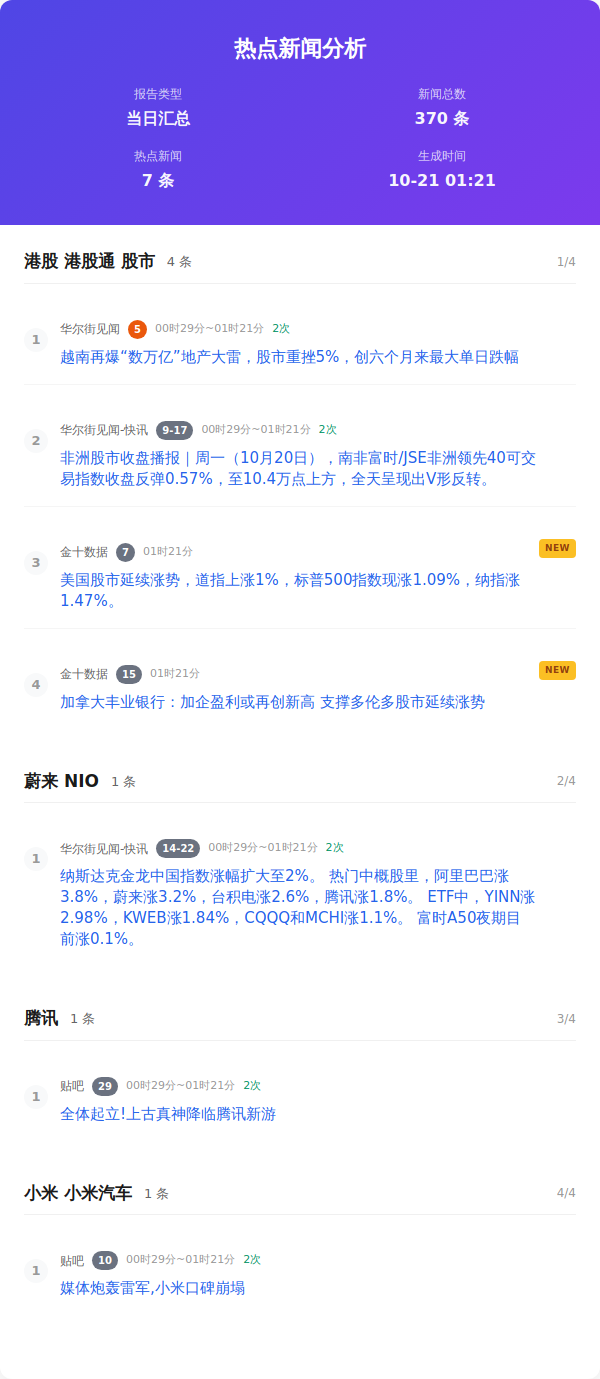 热点新闻分析
报告类型
当日汇总
新闻总数
370 条
热点新闻
7 条
生成时间
10-21 01:21
港股 港股通 股市 4 条 1/4
1
华尔街见闻 5 00时29分~01时21分 2次
越南再爆“数万亿”地产大雷，股市重挫5%，创六个月来最大单日跌幅
2
华尔街见闻-快讯 9-17 00时29分~01时21分 2次
非洲股市收盘播报｜周一（10月20日），南非富时/JSE非洲领先40可交
易指数收盘反弹0.57%，至10.4万点上方，全天呈现出V形反转。
3
金十数据 7 01时21分 NEW
美国股市延续涨势，道指上涨1%，标普500指数现涨1.09%，纳指涨
1.47%。
4
金十数据 15 01时21分 NEW
加拿大丰业银行：加企盈利或再创新高 支撑多伦多股市延续涨势
蔚来 NIO 1 条 2/4
1
华尔街见闻-快讯 14-22 00时29分~01时21分 2次
纳斯达克金龙中国指数涨幅扩大至2%。 热门中概股里，阿里巴巴涨
3.8%，蔚来涨3.2%，台积电涨2.6%，腾讯涨1.8%。 ETF中，YINN涨
2.98%，KWEB涨1.84%，CQQQ和MCHI涨1.1%。 富时A50夜期目
前涨0.1%。
腾讯 1 条 3/4
1
贴吧 29 00时29分~01时21分 2次
全体起立!上古真神降临腾讯新游
小米 小米汽车 1 条 4/4
1
贴吧 10 00时29分~01时21分 2次
媒体炮轰雷军,小米口碑崩塌